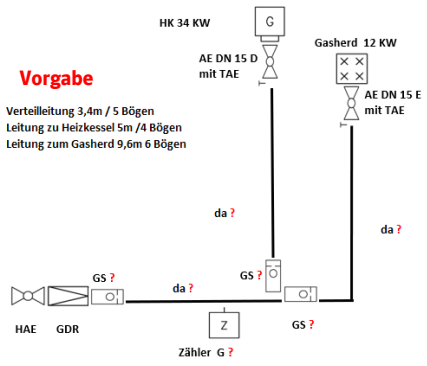 HK 34 KW
G
Gasherd 12 KW
AE DN 15 D
mit TAE
Vorgabe
AE DN 15 E
mit TAE
Verteilleitung 3,4m / 5 Bögen
Leitung zu Heizkessel 5m /4 Bögen
Leitung zum Gasherd 9,6m 6 Bögen
da ?
da ?
GS ?
GS ?
da ?
HAE
GDR
Z
GS ?
Zähler G ?